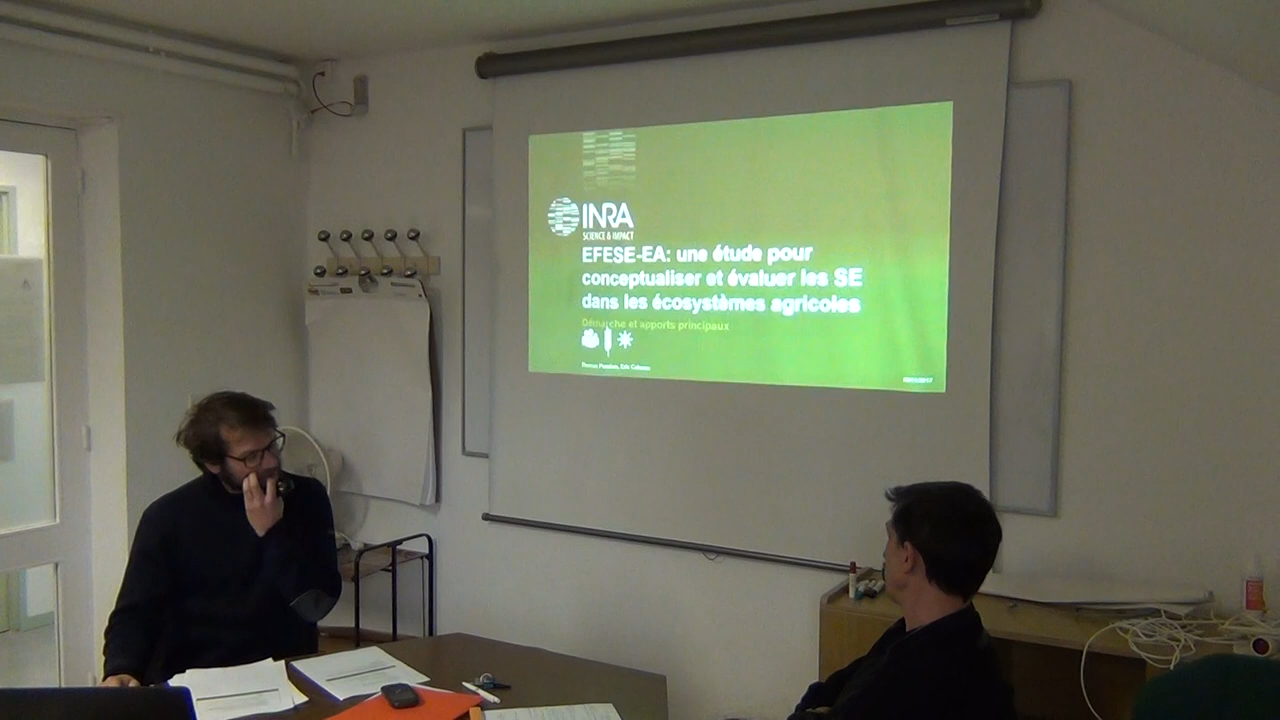 INRA
SCIENCE & IMPACT
EFESE-EA: une étude pour
conceptualiser et évaluer les SE
dans les écosystèmes agricoles
Démarche et apports principaux